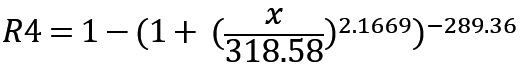 R4 = 1 − (1 + (x/318.58)^2.1669)^−289.36